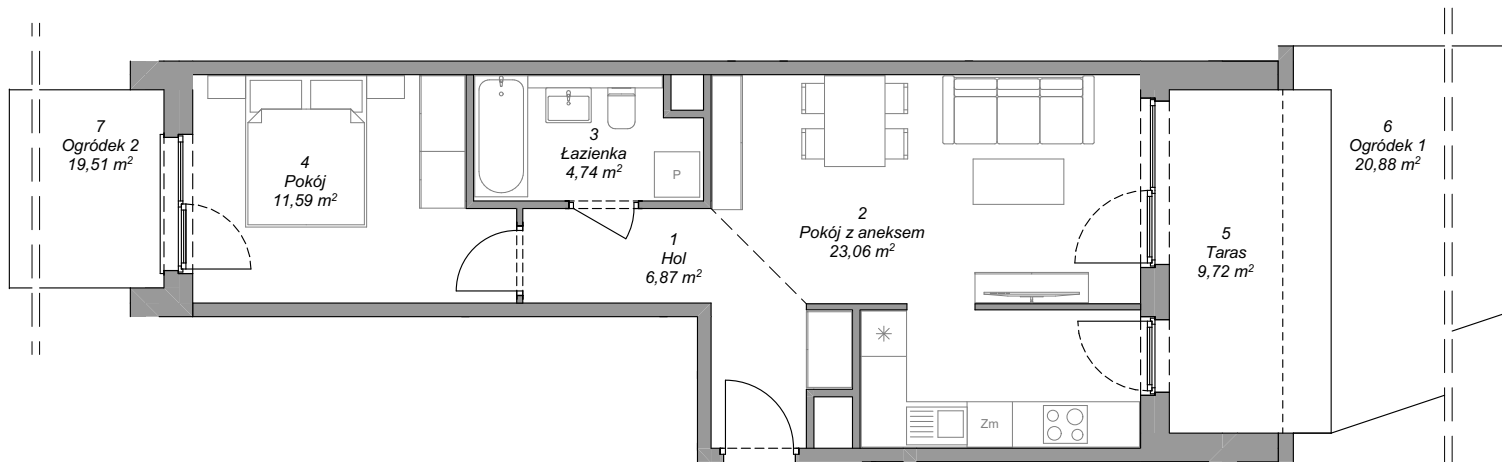 7
Ogródek 2
19,51 m²
4
Pokój
11,59 m²
3
Łazienka
4,74 m²
P
1
Hol
6,87 m²
2
Pokój z aneksem
23,06 m²
Zm
5
Taras
9,72 m²
6
Ogródek 1
20,88 m²